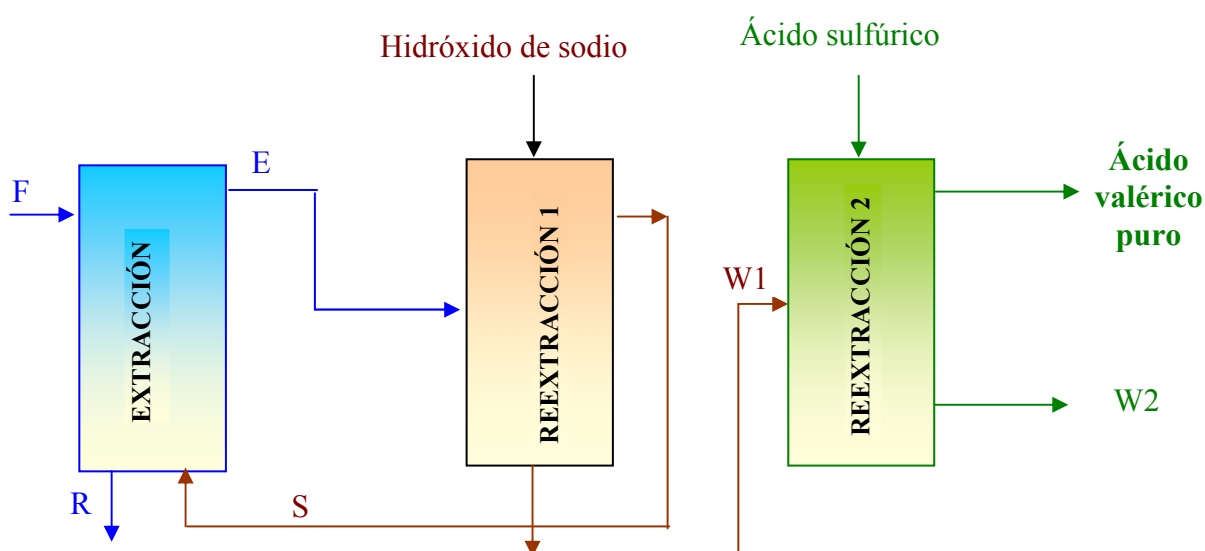 Hidróxido de sodio
Ácido sulfúrico
F
E
EXTRACCIÓN
REEXTRACCIÓN 1
REEXTRACCIÓN 2
Ácido
valérico
puro
W1
W2
R
S